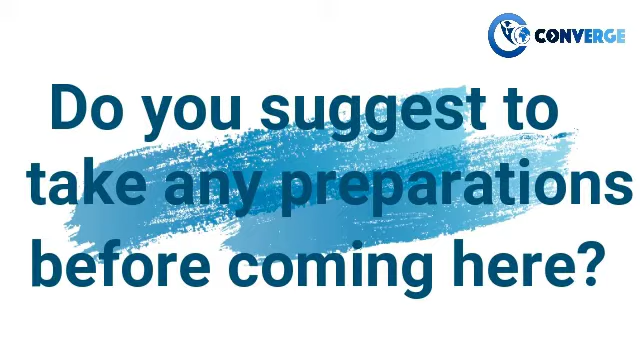 CONVERGE
Do you suggest to
take any preparations
before coming here?